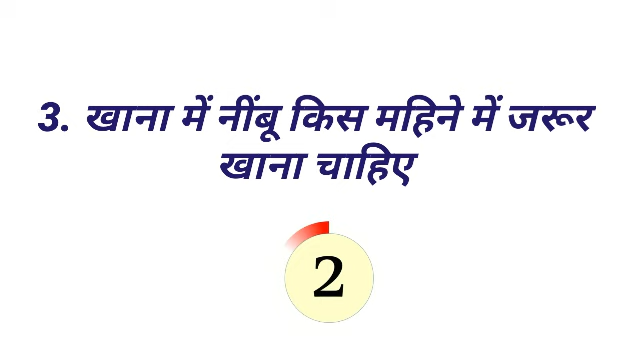 3. खाना में नींबू किस महिने में जरूर
खाना चाहिए
2